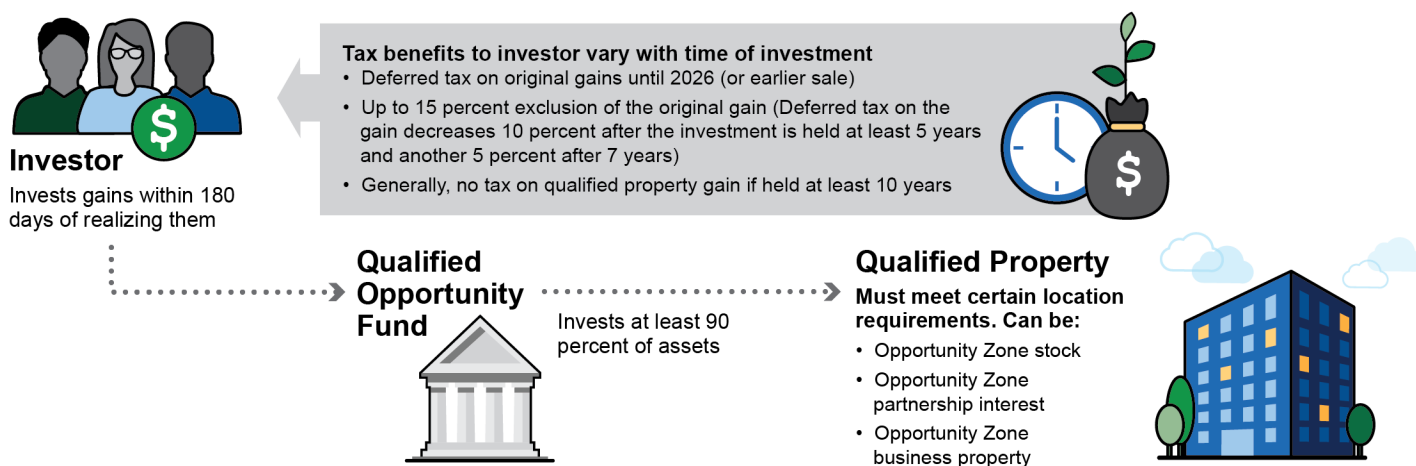 Tax benefits to investor vary with time of investment
• Deferred tax on original gains until 2026 (or earlier sale)
• Up to 15 percent exclusion of the original gain (Deferred tax on the
gain decreases 10 percent after the investment is held at least 5 years
and another 5 percent after 7 years)
• Generally, no tax on qualified property gain if held at least 10 years
$
$
Investor
Invests gains within 180
days of realizing them
Qualified
Opportunity
Fund
Invests at least 90
percent of assets
Qualified Property
Must meet certain location
requirements. Can be:
• Opportunity Zone stock
• Opportunity Zone
partnership interest
• Opportunity Zone
business property